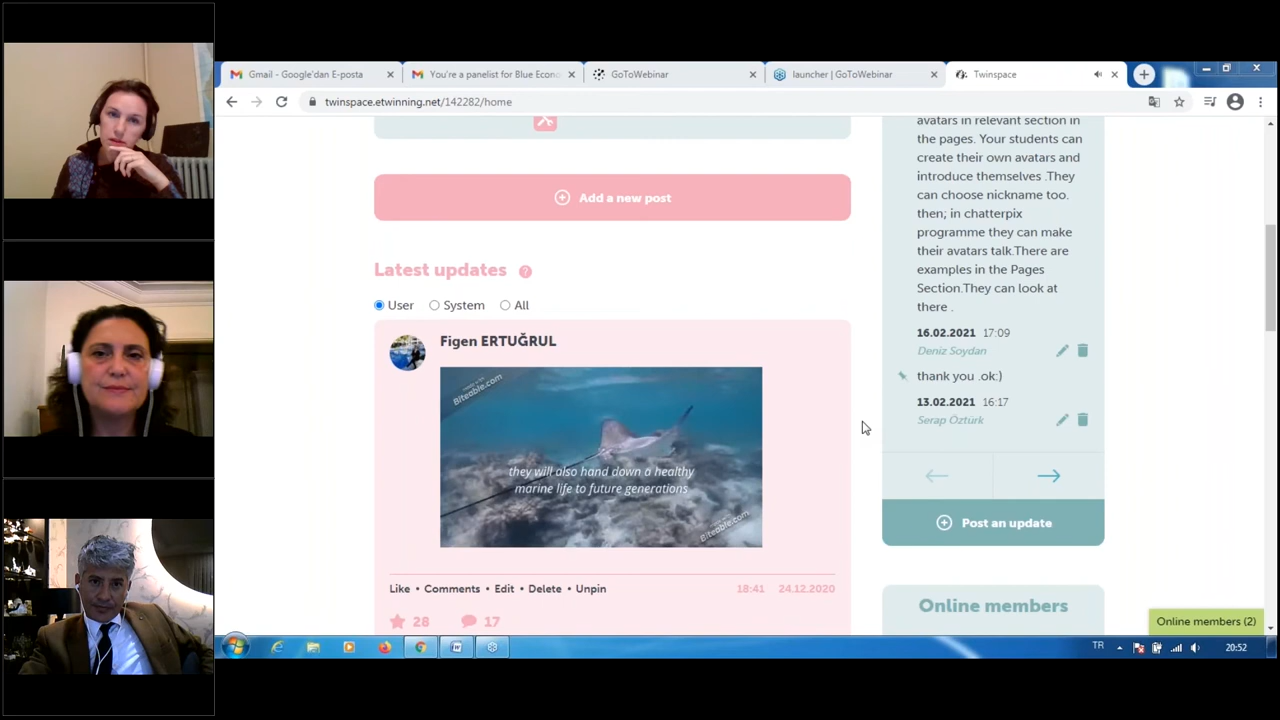 Gmail - Google'dan E-posta
You're a panelist for Blue Econ
GoToWebinar
launcher | GoToWebinar
Twinspace
twinspace.etwinning.net/142282/home
Add a new post
Latest updates
User
System
All
Figen ERTUĞRUL
made with
Biteable.com
they will also hand down a healthy
marine life to future generations
Biteable.com
Like • Comments • Edit • Delete • Unpin
18:41 24.12.2020
28
17
avatars in relevant section in
the pages. Your students can
create their own avatars and
introduce themselves .They
can choose nickname too.
then; in chatterpix
programme they can make
their avatars talk.There are
examples in the Pages
Section.They can look at
there .
16.02.2021 17:09
Deniz Soydan
thank you .ok:)
13.02.2021 16:17
Serap Öztürk
Post an update
Online members
Online members (2)
TR
20:52